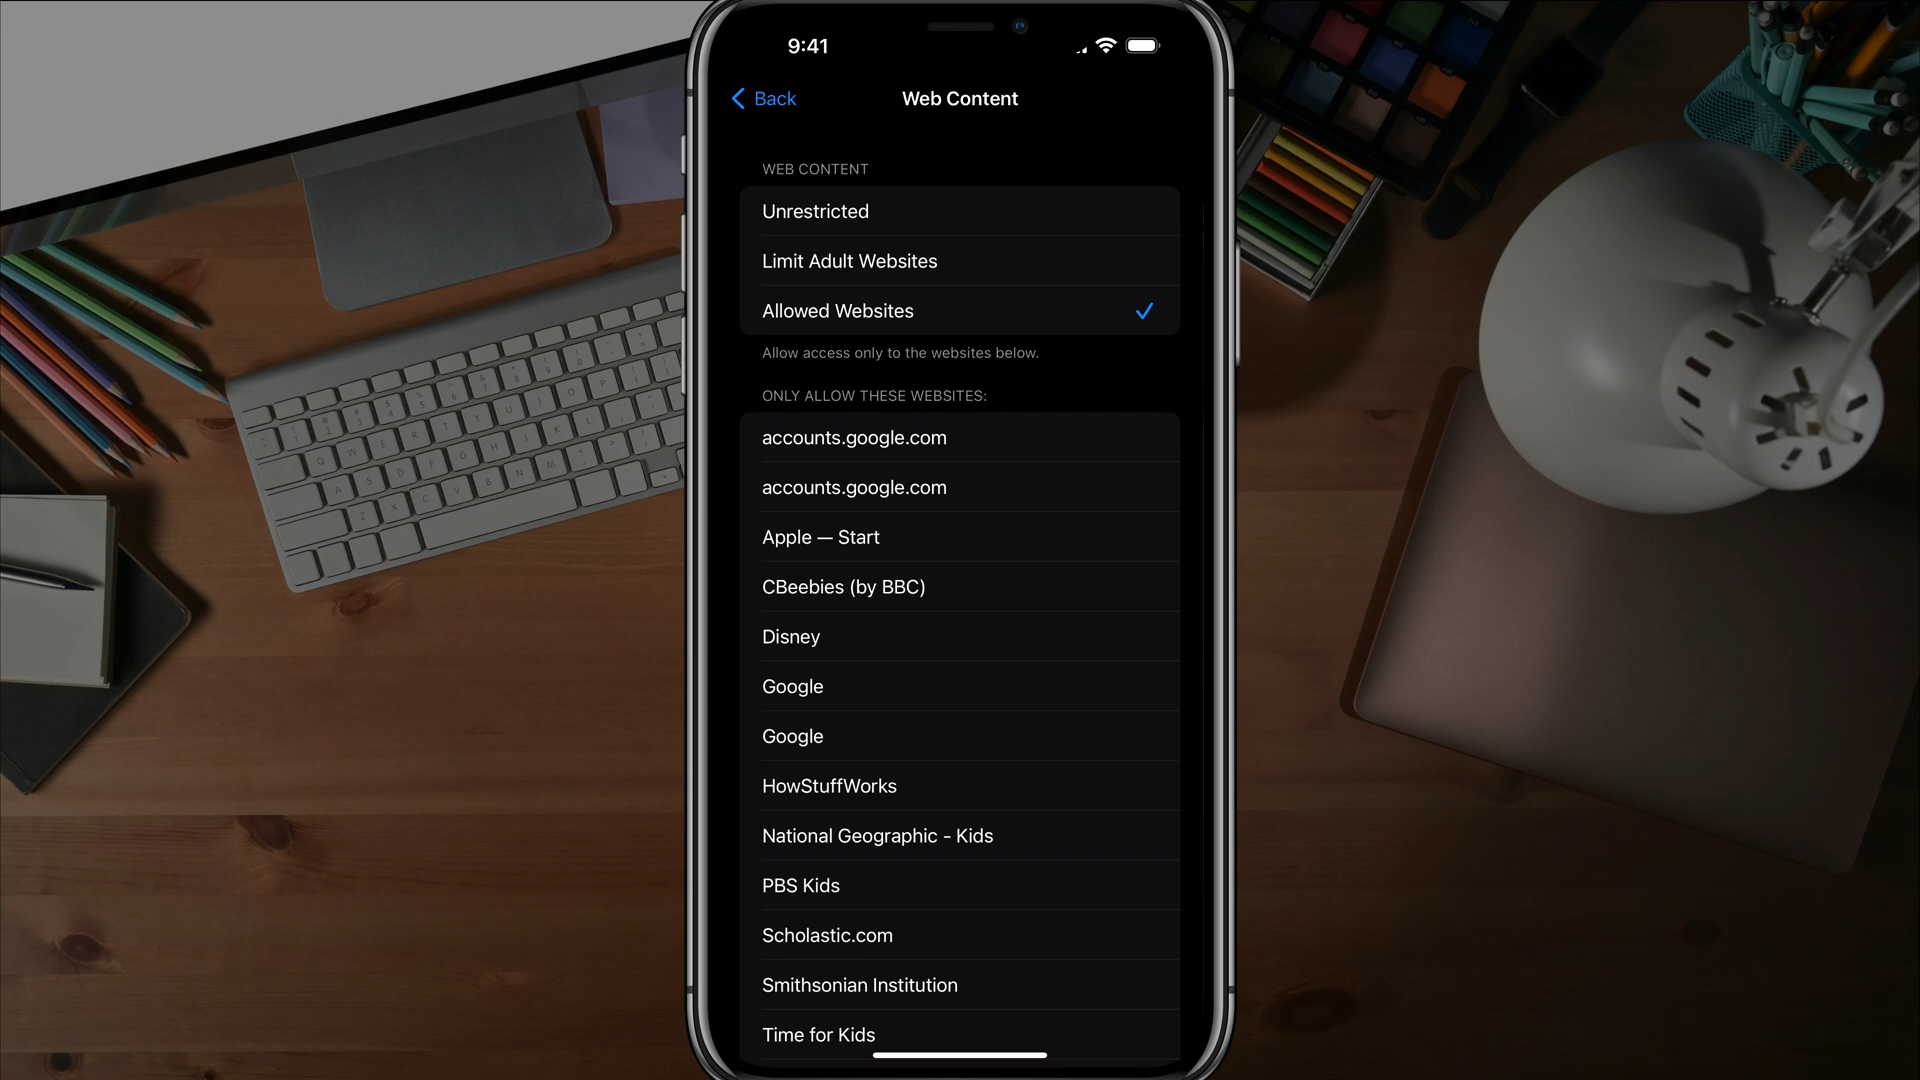 9:41
Back
Web Content
WEB CONTENT
Unrestricted
Limit Adult Websites
Allowed Websites
Allow access only to the websites below.
ONLY ALLOW THESE WEBSITES:
accounts.google.com
accounts.google.com
Apple — Start
CBeebies (by BBC)
Disney
Google
Google
HowStuffWorks
National Geographic - Kids
PBS Kids
Scholastic.com
Smithsonian Institution
Time for Kids